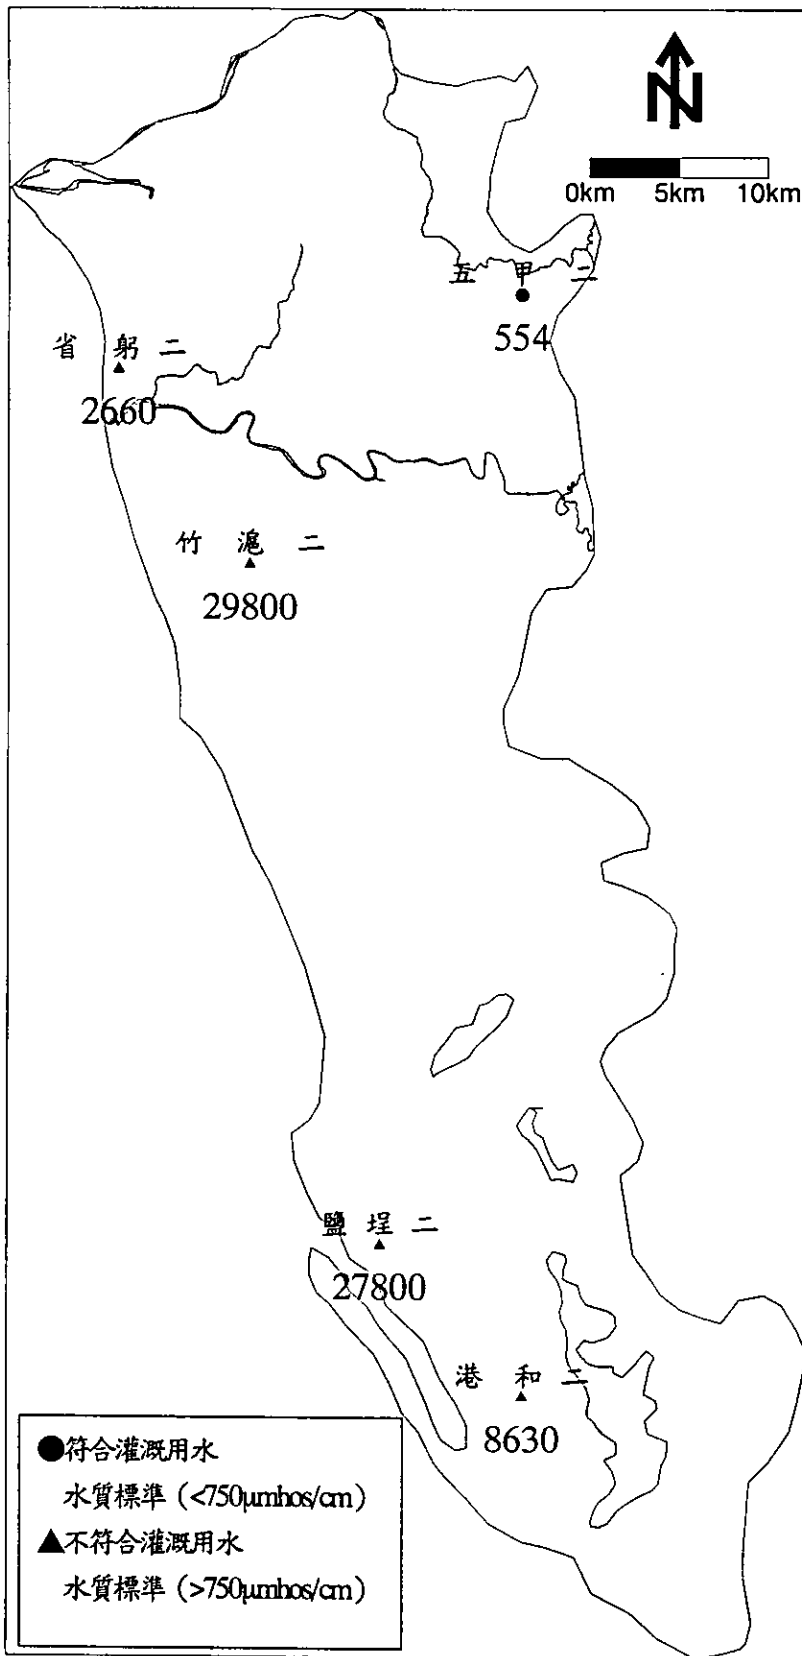 N
0km 5km 10km
五甲二
554
省躬二
2660
竹滬二
29800
鹽埕二
27800
港和二
8630
●符合灌溉用水
水質標準（<750μmhos/cm）
▲不符合灌溉用水
水質標準（>750μmhos/cm）